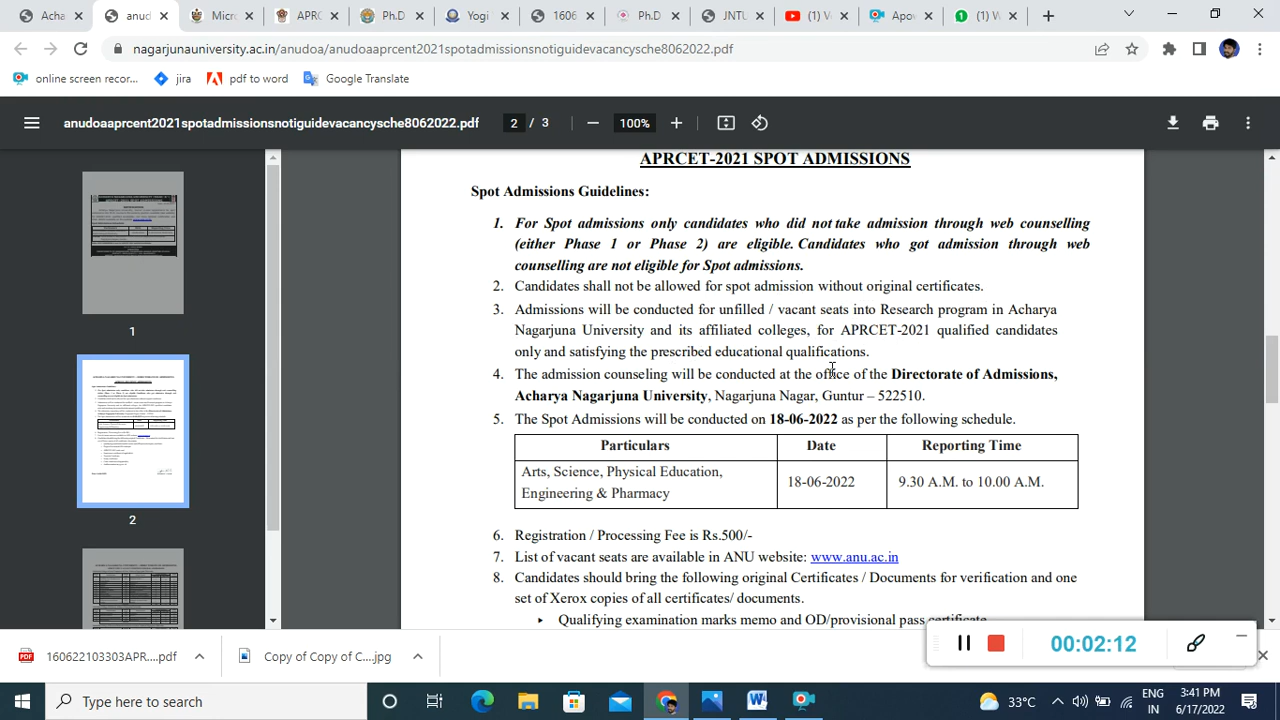 Acha
anud
Micro
APRC
Ph.D
Yogi
1606
Ph.D
JNTU
(1) V
Apov
(1) W
nagarjunauniversity.ac.in/anudoa/anudoaaprcent2021spotadmissionsnotiguidevacancysche8062022.pdf
online screen recor...
jira
pdf to word
Google Translate
anudoaaprcent2021spotadmissionsnotiguidevacancysche8062022.pdf
2 / 3
100%
1
2
APRCET-2021 SPOT ADMISSIONS
Spot Admissions Guidelines:
1. For Spot admissions only candidates who did not take admission through web counselling
(either Phase 1 or Phase 2) are eligible. Candidates who got admission through web
counselling are not eligible for Spot admissions.
2. Candidates shall not be allowed for spot admission without original certificates.
3. Admissions will be conducted for unfilled / vacant seats into Research program in Acharya
Nagarjuna University and its affiliated colleges, for APRCET-2021 qualified candidates
only and satisfying the prescribed educational qualifications.
4. The admission counseling will be conducted at the office of the Directorate of Admissions,
Acharya Nagarjuna University, Nagarjuna Nagar, Guntur – 522510.
5. The Spot Admissions will be conducted on 18-06-2022 as per the following schedule.
Particulars Date Reporting Time
Arts, Science, Physical Education,
Engineering & Pharmacy 18-06-2022 9.30 A.M. to 10.00 A.M.
6. Registration / Processing Fee is Rs.500/-
7. List of vacant seats are available in ANU website: www.anu.ac.in
8. Candidates should bring the following original Certificates / Documents for verification and one
set of Xerox copies of all certificates/ documents.
Qualifying examination marks memo and OD/provisional pass certificate
00:02:12
160622103303APR....pdf
Copy of Copy of C....jpg
Type here to search
33°C
ENG
IN
3:41 PM
6/17/2022